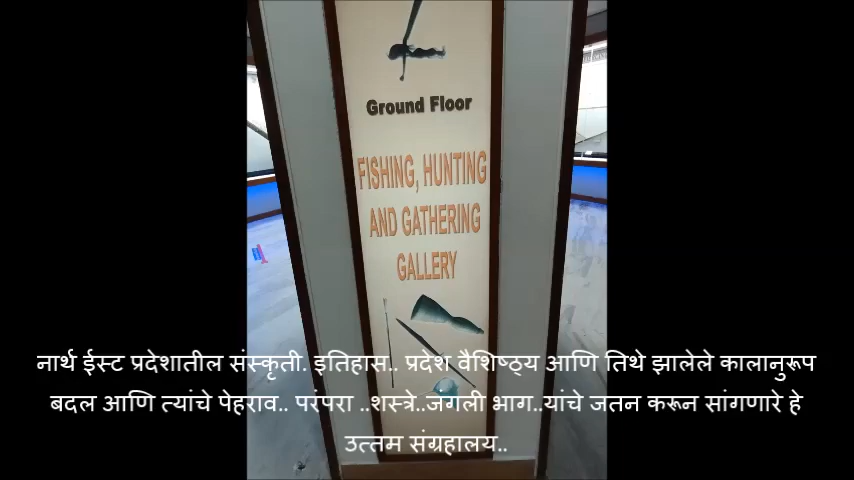 Ground Floor
FISHING, HUNTING
AND GATHERING
GALLERY
नार्थ ईस्ट प्रदेशातील संस्कृती. इतिहास.. प्रदेश वैशिष्ठ्य आणि तिथे झालेले कालानुरूप
बदल आणि त्यांचे पेहराव.. परंपरा ..शस्त्रे..जगली भाग..यांचे जतन करून सांगणारे हे
उत्तम संग्रहालय..